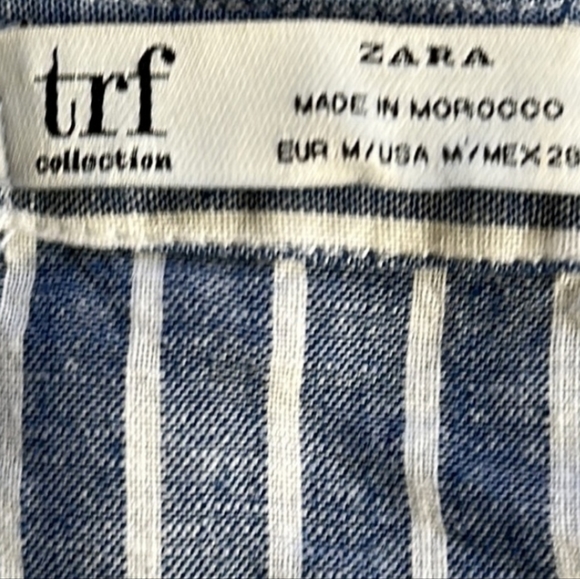 trf
collection
ZARA
MADE IN MOROCCO
EUR M/USA M/MEX 28